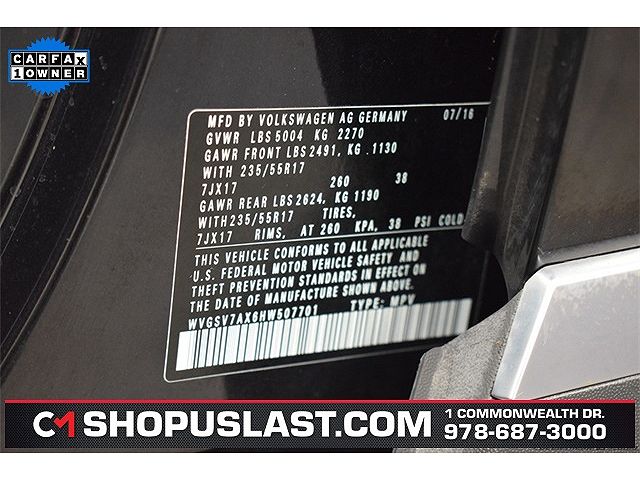 CARFAX
1 OWNER
MFD BY VOLKSWAGEN AG GERMANY 07/16
GVWR LBS 5004 KG 2270
GAWR FRONT LBS 2491, KG .1130
WITH 235/55R17
7JX17 260 38
GAWR REAR LBS 2624, KG 1190
WITH 235/55R17 TIRES,
7JX17 RIMS, AT 260 KPA, 38 PSI COLD
THIS VEHICLE CONFORMS TO ALL APPLICABLE
U.S. FEDERAL MOTOR VEHICLE SAFETY AND
THEFT PREVENTION STANDARDS IN EFFECT ON
THE DATE OF MANUFACTURE SHOWN ABOVE.
WVGSV7AX6HW507701 TYPE: MPV
C1 SHOPUSLAST.COM
1 COMMONWEALTH DR.
978-687-3000